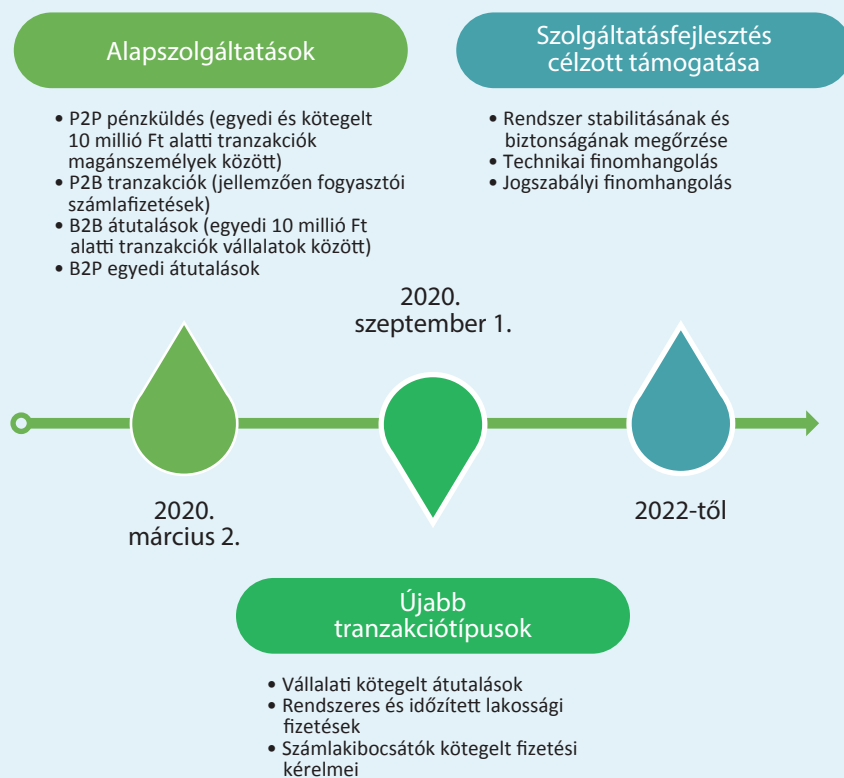 Alapszolgáltatások
• P2P pénzküldés (egyedi és kötegelt
10 millió Ft alatti tranzakciók
magánszemélyek között)
• P2B tranzakciók (jellemzően fogyasztói
számlafizetések)
• B2B átutalások (egyedi 10 millió Ft
alatti tranzakciók vállalatok között)
• B2P egyedi átutalások
Szolgáltatásfejlesztés
célzott támogatása
• Rendszer stabilitásának és
biztonságának megőrzése
• Technikai finomhangolás
• Jogszabályi finomhangolás
2020.
szeptember 1.
2020.
március 2.
2022-től
Újabb
tranzakciótípusok
• Vállalati kötegelt átutalások
• Rendszeres és időzített lakossági
fizetések
• Számlakibocsátók kötegelt fizetési
kérelmei